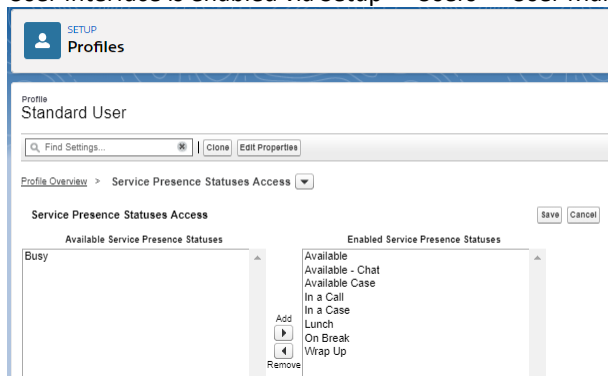 SETUP
Profiles
Profile
Standard User
Find Settings...
Clone
Edit Properties
Profile Overview > Service Presence Statuses Access
Service Presence Statuses Access
Save
Cancel
Available Service Presence Statuses
Busy
Add
Remove
Enabled Service Presence Statuses
Available
Available - Chat
Available Case
In a Call
In a Case
Lunch
On Break
Wrap Up